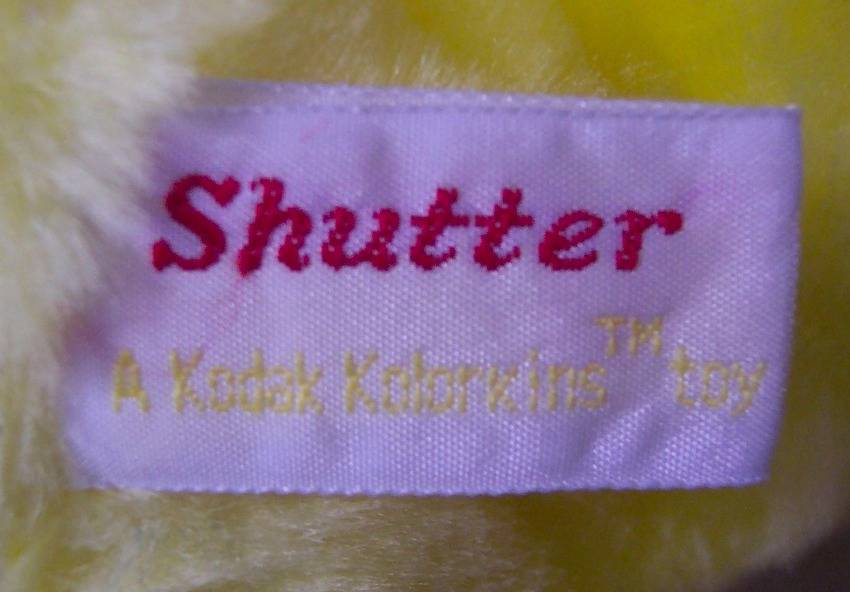 Shutter
A Kodak Kolorkins™ toy